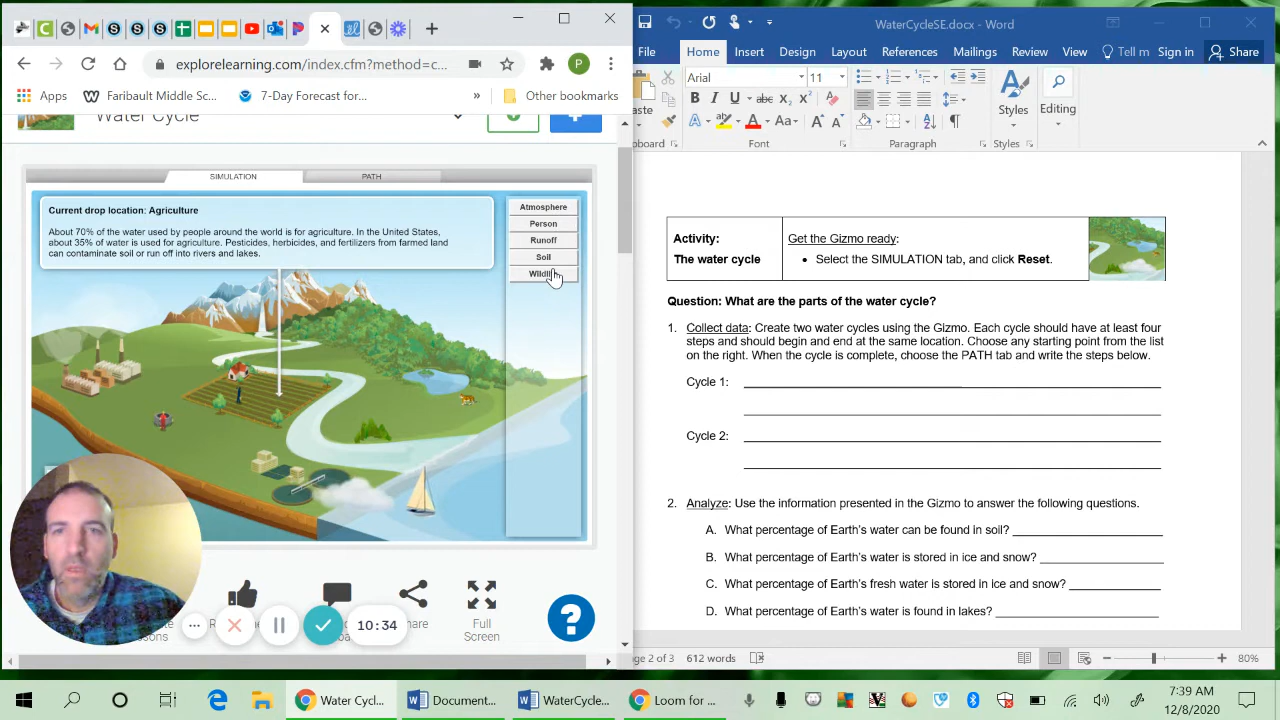 explorelearning.com/index.cfm?method=c...
P
Apps
Faribault Middle Sc
7-Day Forecast for...
»
Other bookmarks
Water Cycle
SIMULATION
PATH
Current drop location: Agriculture
About 70% of the water used by people around the world is for agriculture. In the United States,
about 35% of water is used for agriculture. Pesticides, herbicides, and fertilizers from farmed land
can contaminate soil or run off into rivers and lakes.
Atmosphere
Person
Runoff
Soil
Full
Screen
10:34
WaterCycleSE.docx - Word
File
Home
Insert
Design
Layout
References
Mailings
Review
View
Tell m
Sign in
Share
Arial
11
Styles
Editing
Font
Paragraph
Styles
Activity:
The water cycle
Get the Gizmo ready:
• Select the SIMULATION tab, and click Reset.
Question: What are the parts of the water cycle?
1. Collect data: Create two water cycles using the Gizmo. Each cycle should have at least four
steps and should begin and end at the same location. Choose any starting point from the list
on the right. When the cycle is complete, choose the PATH tab and write the steps below.
Cycle 1:
Cycle 2:
2. Analyze: Use the information presented in the Gizmo to answer the following questions.
A. What percentage of Earth's water can be found in soil?
B. What percentage of Earth's water is stored in ice and snow?
C. What percentage of Earth's fresh water is stored in ice and snow?
D. What percentage of Earth's water is found in lakes?
2 of 3
612 words
80%
Water Cycl...
Document...
WaterCycle...
Loom for ...
7:39 AM
12/8/2020